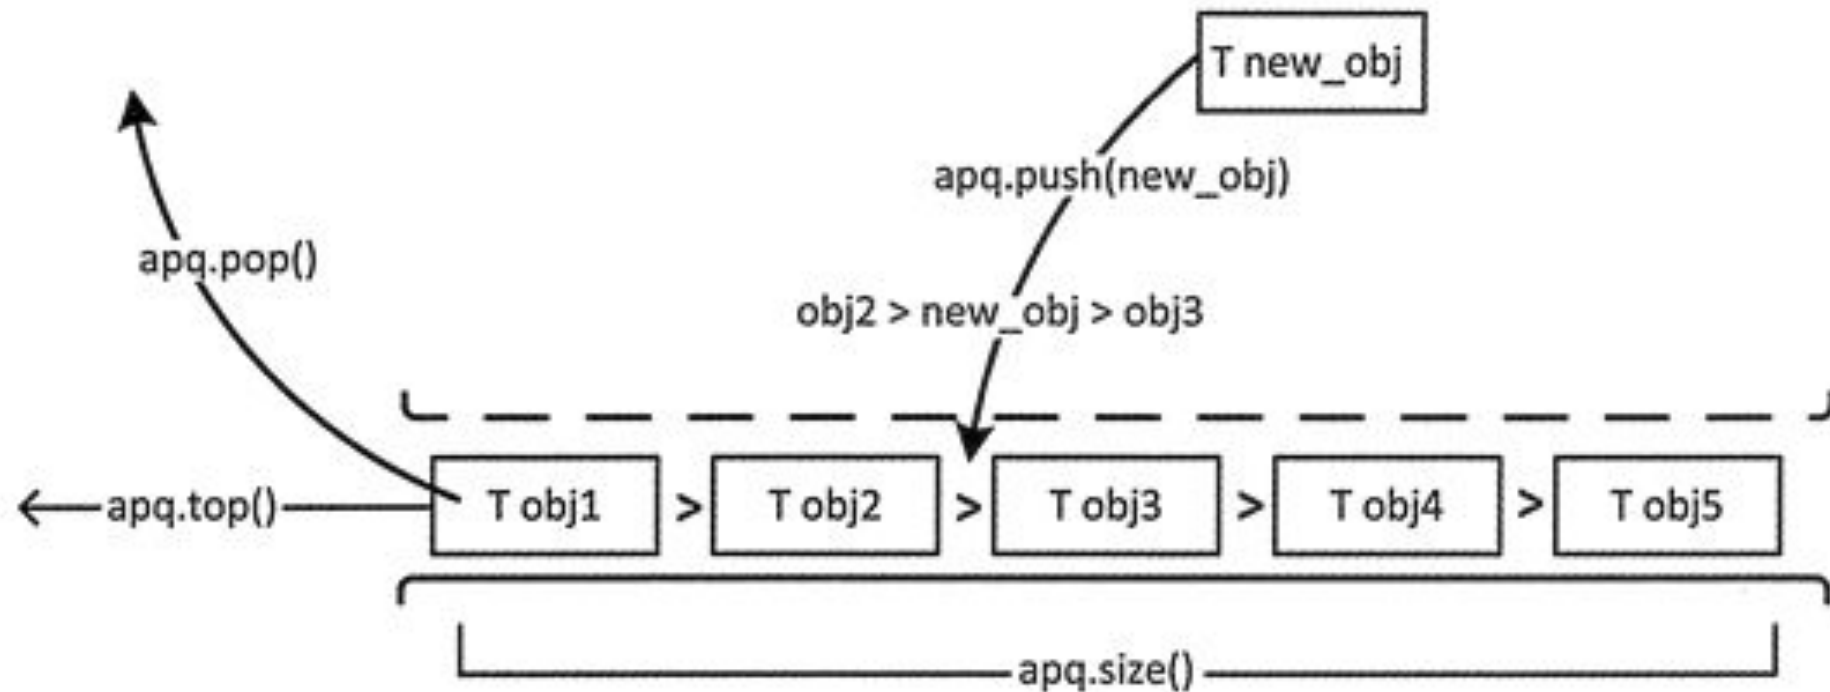 T new_obj
apq.push(new_obj)
apq.pop()
obj2 > new_obj > obj3
apq.top() T obj1 > T obj2 > T obj3 > T obj4 > T obj5
apq.size()